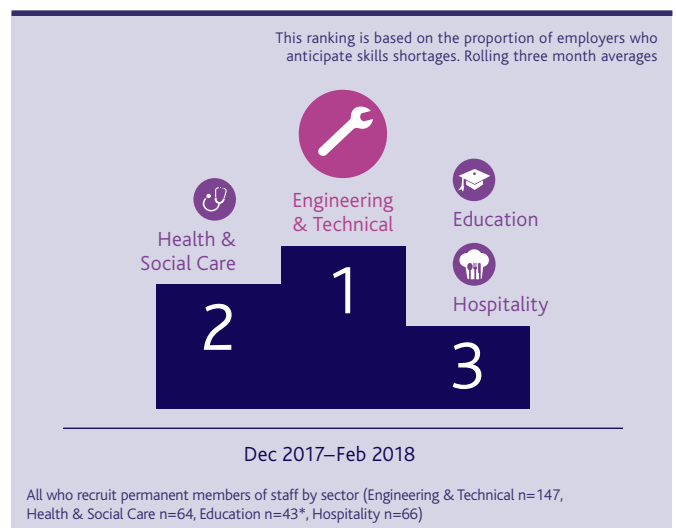 This ranking is based on the proportion of employers who
anticipate skills shortages. Rolling three month averages
Engineering
& Technical
Health &
Social Care
Education
Hospitality
1
2
3
Dec 2017–Feb 2018
All who recruit permanent members of staff by sector (Engineering & Technical n=147,
Health & Social Care n=64, Education n=43*, Hospitality n=66)